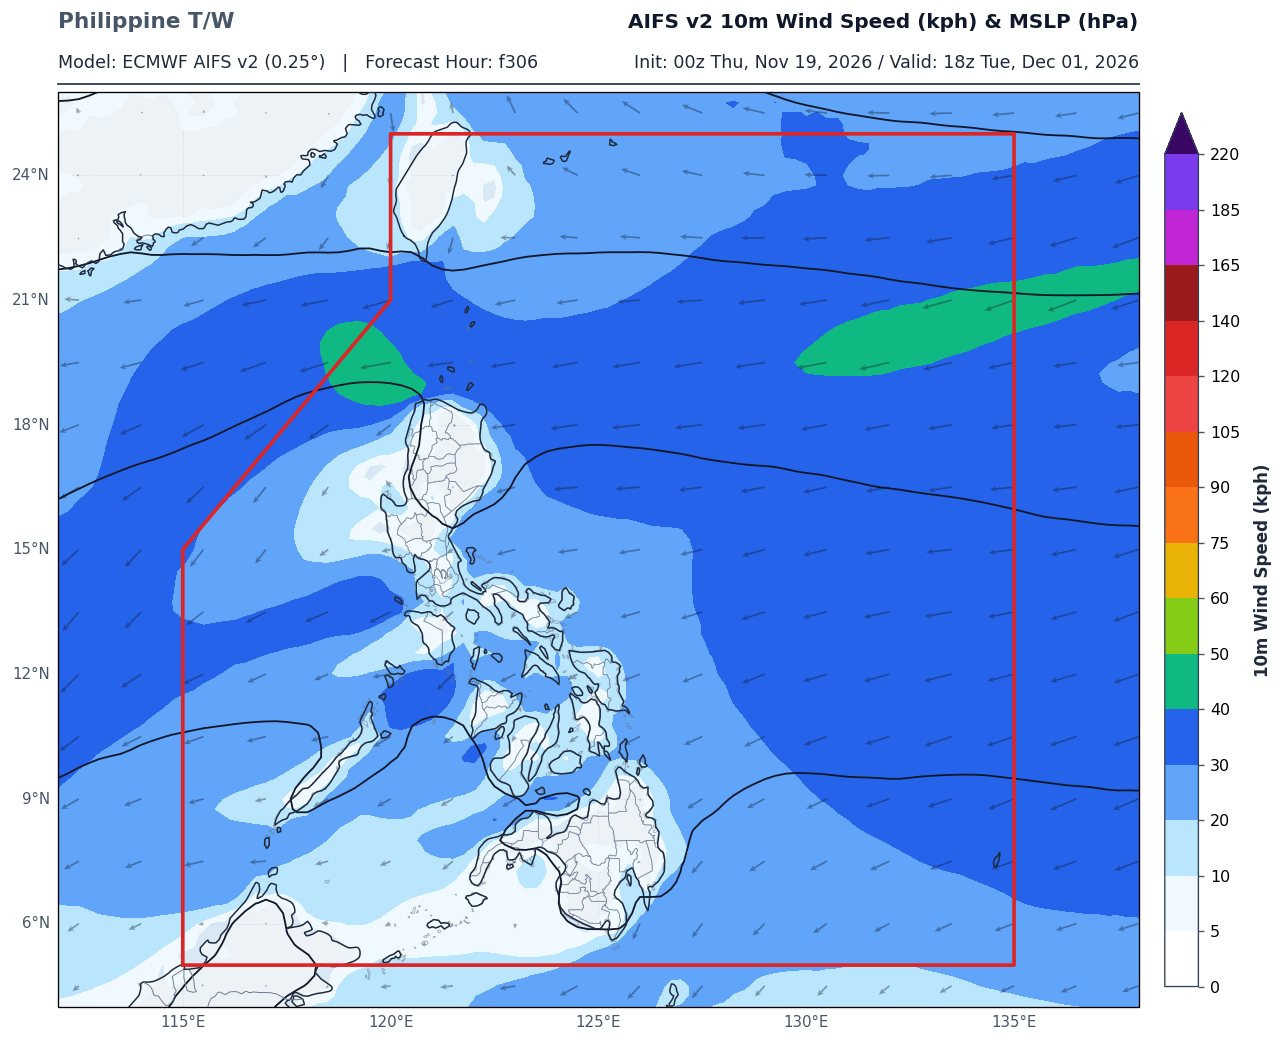 Philippine T/W
AIFS v2 10m Wind Speed (kph) & MSLP (hPa)
Model: ECMWF AIFS v2 (0.25°)   |   Forecast Hour: f306
Init: 00z Thu, Nov 19, 2026 / Valid: 18z Tue, Dec 01, 2026
24°N
21°N
18°N
15°N
12°N
9°N
6°N
115°E
120°E
125°E
130°E
135°E
220
185
165
140
120
105
90
75
60
50
40
30
20
10
5
0
10m Wind Speed (kph)